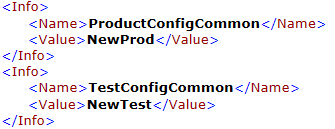 <Info>
<Name>ProductConfigCommon</Name>
<Value>NewProd</Value>
</Info>
<Info>
<Name>TestConfigCommon</Name>
<Value>NewTest</Value>
</Info>